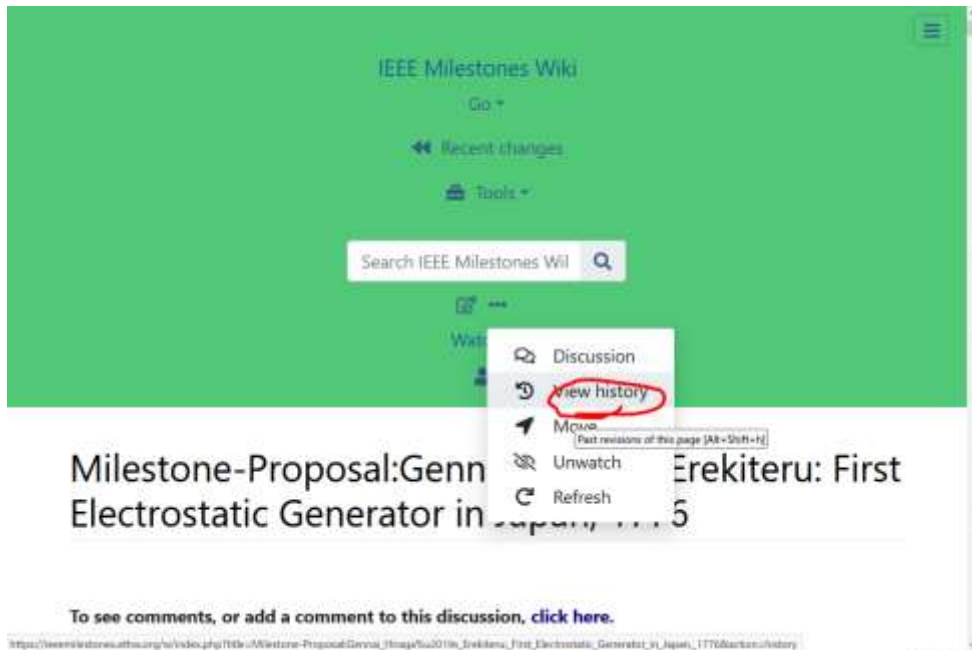 IEEE Milestones Wiki
Go
Recent changes
Tools
Search IEEE Milestones Wil
Discussion
View history
Move
Past revisions of this page [Alt+Shift+h]
Unwatch
Refresh
Milestone-Proposal:Genn Erekiteru: First
Electrostatic Generator in Japan, 1776
To see comments, or add a comment to this discussion, click here.